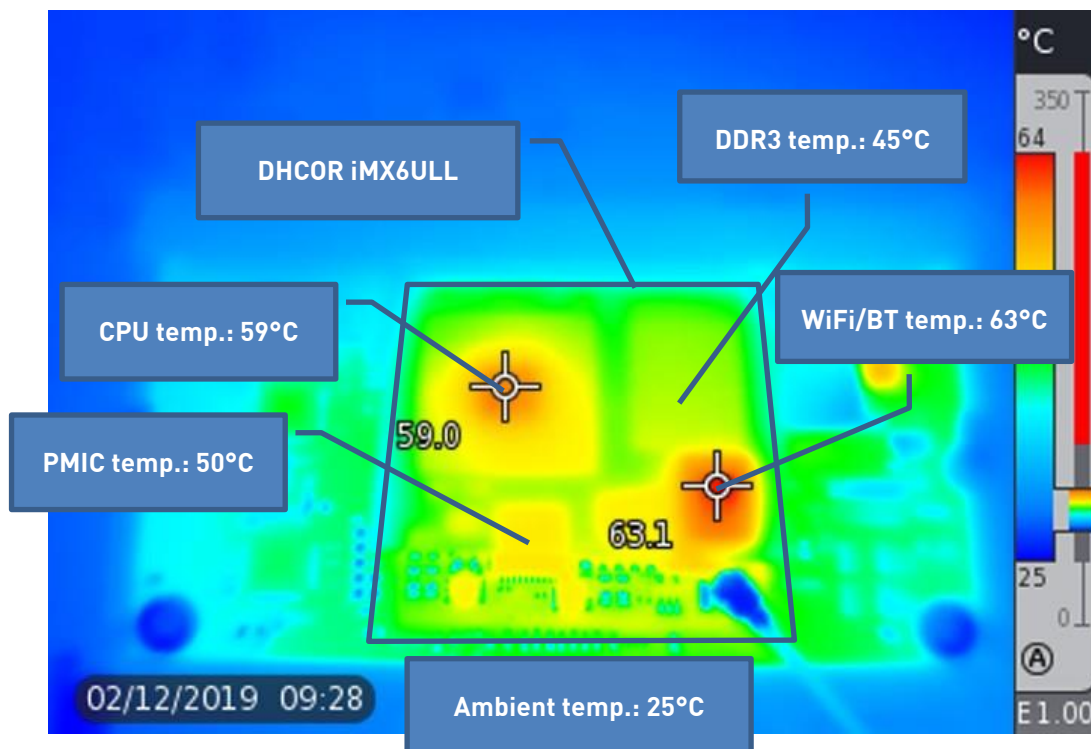 °C
350
64
DDR3 temp.: 45°C
DHCOR iMX6ULL
CPU temp.: 59°C
WiFi/BT temp.: 63°C
59.0
PMIC temp.: 50°C
63.1
25
0
A
02/12/2019 09:28
Ambient temp.: 25°C
E1.00